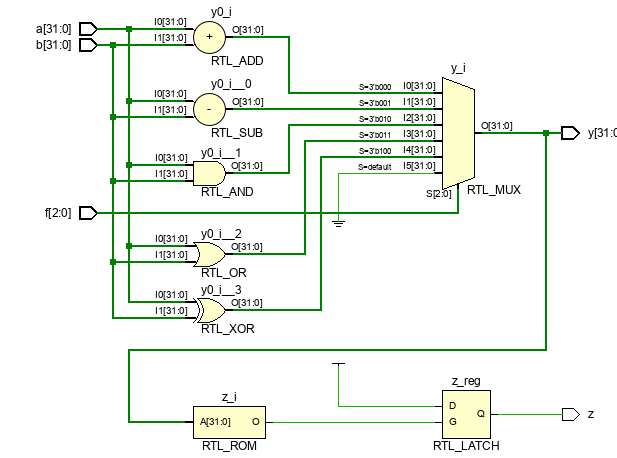 y0_i
a[31:0]
I0[31:0]
O[31:0]
b[31:0]
I1[31:0]
+
RTL_ADD
y_i
y0_i__0
S=3'b000
I0[31:0]
I0[31:0]
O[31:0]
S=3'b001
I1[31:0]
I1[31:0]
-
S=3'b010
I2[31:0]
RTL_SUB
O[31:0]
y[31:0
S=3'b011
I3[31:0]
y0_i__1
S=3'b100
I4[31:0]
I0[31:0]
O[31:0]
S=default
I5[31:0]
I1[31:0]
RTL_AND
S[2:0]
RTL_MUX
f[2:0]
y0_i__2
I0[31:0]
O[31:0]
I1[31:0]
RTL_OR
y0_i__3
I0[31:0]
O[31:0]
I1[31:0]
RTL_XOR
z_i
z_reg
D
Q
z
A[31:0]
O
G
RTL_ROM
RTL_LATCH